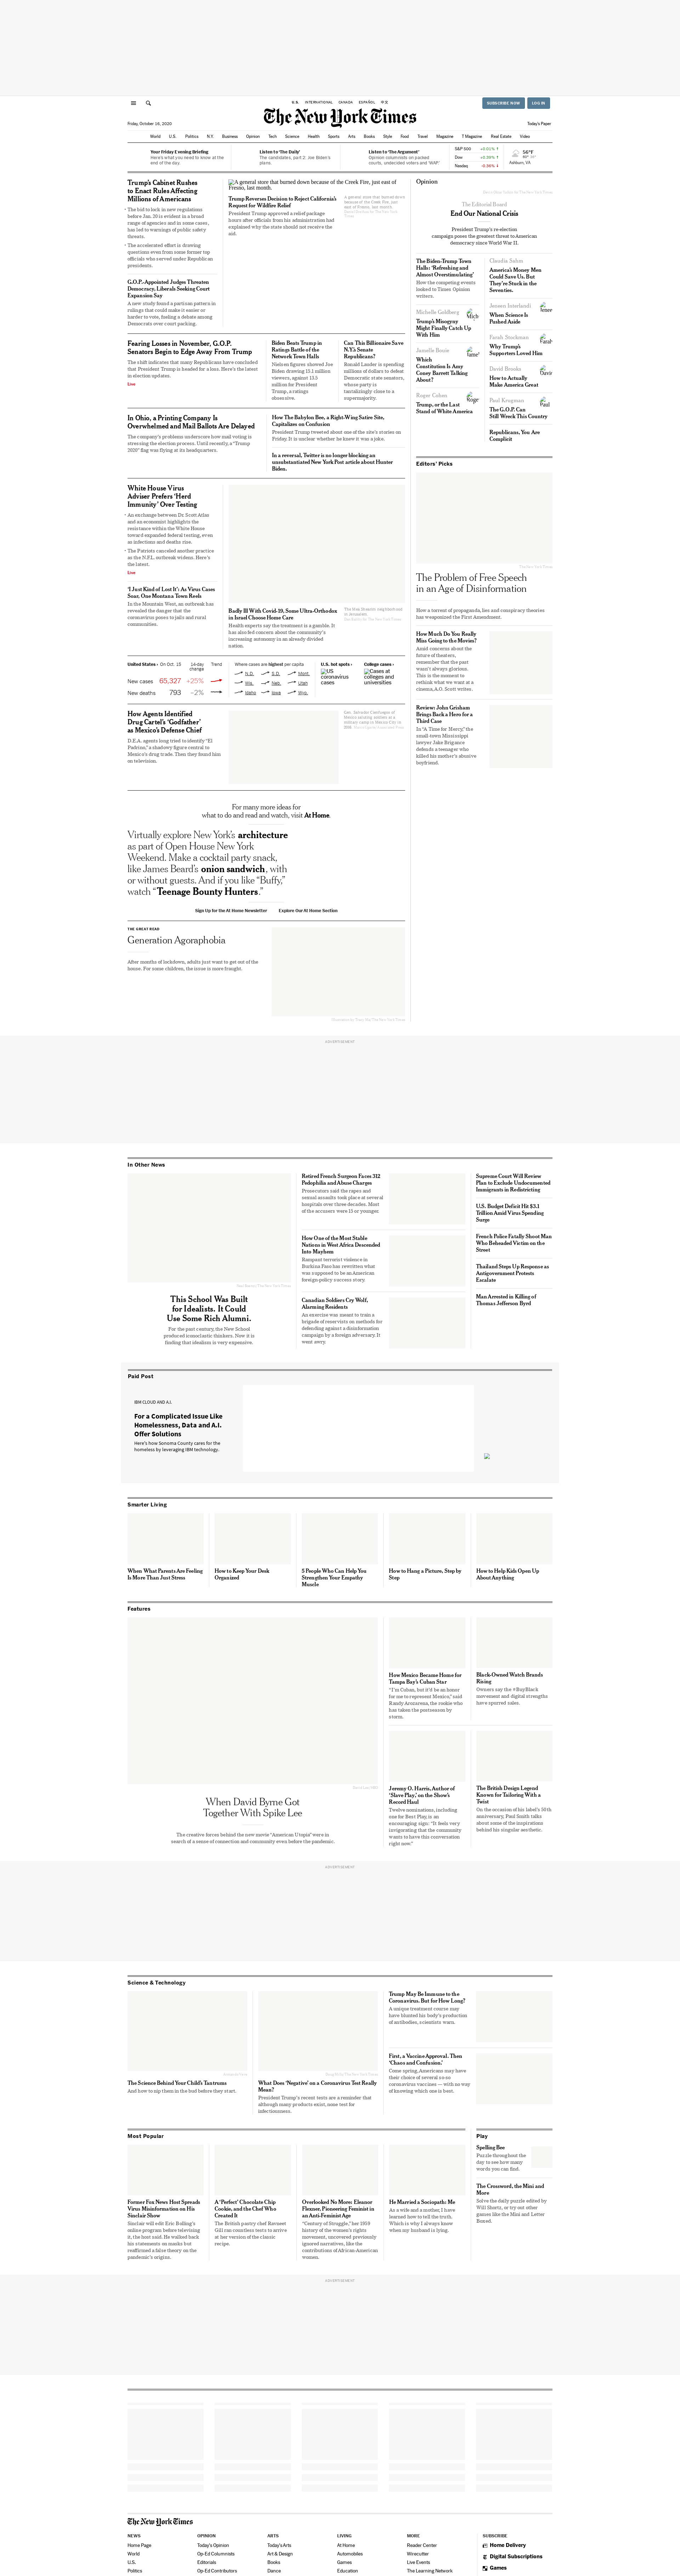 U.S.
INTERNATIONAL
CANADA
ESPAÑOL
中文
SUBSCRIBE NOW
LOG IN
The New York Times
Friday, October 16, 2020
Today's Paper
World
U.S.
Politics
N.Y.
Business
Opinion
Tech
Science
Health
Sports
Arts
Books
Style
Food
Travel
Magazine
T Magazine
Real Estate
Video
Your Friday Evening Briefing
Here's what you need to know at the end of the day.
Listen to 'The Daily'
The candidates, part 2: Joe Biden's plans.
Listen to 'The Argument'
Opinion columnists on packed courts, undecided voters and 'WAP.'
S&P 500
Dow
Nasdaq
56°F
Ashburn, VA
Trump's Cabinet Rushes
to Enact Rules Affecting
Millions of Americans
The bid to lock in new regulations
before Jan. 20 is evident in a broad
range of agencies and in some cases,
has led to warnings of public safety
threats.
The accelerated effort is drawing
questions even from some former top
officials who served under Republican
presidents.
G.O.P.-Appointed Judges Threaten
Democracy, Liberals Seeking Court
Expansion Say
A new study found a partisan pattern in
rulings that could make it easier or
harder to vote, fueling a debate among
Democrats over court packing.
A general store that burned down because of the Creek Fire, just east of
Fresno, last month.
Trump Reverses Decision to Reject California's
Request for Wildfire Relief
President Trump approved a relief package
hours after officials from his administration had
explained why the state should not receive the
aid.
A general store that burned down
because of the Creek Fire, just
east of Fresno, last month.
Opinion
The Editorial Board
End Our National Crisis
President Trump's re-election
campaign poses the greatest threat to American
democracy since World War II.
The Biden-Trump Town
Halls: 'Refreshing and
Almost Overstimulating'
How the competing events
looked to Times Opinion
writers.
Michelle Goldberg
Trump's Misogyny
Might Finally Catch Up
With Him
Jamelle Bouie
Which
Constitution Is Amy
Coney Barrett Talking
About?
Roger Cohen
Trump, or the Last
Stand of White America
Claudia Sahm
America's Money Men
Could Save Us. But
They're Stuck in the
Seventies.
Jeneen Interlandi
When Science Is
Pushed Aside
Farah Stockman
Why Trump's
Supporters Loved Him
David Brooks
How to Actually
Make America Great
Paul Krugman
The G.O.P. Can
Still Wreck This Country
Republicans, You Are
Complicit
Fearing Losses in November, G.O.P.
Senators Begin to Edge Away From Trump
The shift indicates that many Republicans have concluded
that President Trump is headed for a loss. Here's the latest
in election updates.
Live
Biden Beats Trump in
Ratings Battle of the
Network Town Halls
Nielsen figures showed Joe
Biden drawing 15.1 million
viewers, against 13.5
million for President
Trump, a ratings
obsessive.
Can This Billionaire Save
N.Y.'s Senate
Republicans?
Ronald Lauder is spending
millions of dollars to defeat
Democratic state senators,
whose party is
tantalizingly close to a
supermajority.
In Ohio, a Printing Company Is
Overwhelmed and Mail Ballots Are Delayed
The company's problems underscore how mail voting is
stressing the election process. Until recently, a "Trump
2020" flag was flying at its headquarters.
How The Babylon Bee, a Right-Wing Satire Site,
Capitalizes on Confusion
President Trump tweeted about one of the site's stories on
Friday. It is unclear whether he knew it was a joke.
In a reversal, Twitter is no longer blocking an
unsubstantiated New York Post article about Hunter
Biden.
White House Virus
Adviser Prefers 'Herd
Immunity' Over Testing
An exchange between Dr. Scott Atlas
and an economist highlights the
resistance within the White House
toward expanded federal testing, even
as infections and deaths rise.
The Patriots canceled another practice
as the N.F.L. outbreak widens. Here's
the latest.
Live
'I Just Kind of Lost It': As Virus Cases
Soar, One Montana Town Reels
In the Mountain West, an outbreak has
revealed the danger that the
coronavirus poses to jails and rural
communities.
Badly Ill With Covid-19, Some Ultra-Orthodox
in Israel Choose Home Care
Health experts say the treatment is a gamble. It
has also led concern about the community's
increasing autonomy in an already divided
nation.
United States › On Oct. 15
14-day
change
Trend
New cases 65,327 +25%
New deaths 793 –2%
Where cases are highest per capita
N.D.
S.D.
Mont.
Wis.
Neb.
Utah
Idaho
Iowa
Wyo.
U.S. hot spots ›
US
coronavirus
cases
College cases ›
Cases at
colleges and
universities
How Agents Identified
Drug Cartel's 'Godfather'
as Mexico's Defense Chief
D.E.A. agents long tried to identify "El
Padrino," a shadowy figure central to
Mexico's drug trade. Then they found him
on television.
Editors' Picks
The Problem of Free Speech
in an Age of Disinformation
How a torrent of propaganda, lies and conspiracy theories
has weaponized the First Amendment.
How Much Do You Really
Miss Going to the Movies?
Amid concerns about the
future of theaters,
remember that the past
wasn't always glorious.
This is the moment to
rethink what we want at a
cinema, A.O. Scott writes.
Review: John Grisham
Brings Back a Hero for a
Third Case
In "A Time for Mercy," the
small-town Mississippi
lawyer Jake Brigance
defends a teenager who
killed his mother's abusive
boyfriend.
For many more ideas for
what to do and read and watch, visit At Home.
Virtually explore New York's architecture
as part of Open House New York
Weekend. Make a cocktail party snack,
like James Beard's onion sandwich, with
or without guests. And if you like "Buffy,"
watch "Teenage Bounty Hunters."
Sign Up for the At Home Newsletter
Explore Our At Home Section
THE GREAT READ
Generation Agoraphobia
After months of lockdown, adults just want to get out of the
house. For some children, the issue is more fraught.
ADVERTISEMENT
In Other News
This School Was Built
for Idealists. It Could
Use Some Rich Alumni.
For the past century, the New School
produced iconoclastic thinkers. Now it is
finding that idealism is very expensive.
Retired French Surgeon Faces 312
Pedophilia and Abuse Charges
Prosecutors said the rapes and
sexual assaults took place at several
hospitals over three decades. Most
of the accusers were 15 or younger.
How One of the Most Stable
Nations in West Africa Descended
Into Mayhem
Rampant terrorist violence in
Burkina Faso has rewritten what
was supposed to be an American
foreign-policy success story.
Canadian Soldiers Cry Wolf,
Alarming Residents
An exercise was meant to train a
brigade of reservists on methods for
defending against a disinformation
campaign by a foreign adversary. It
went awry.
Supreme Court Will Review
Plan to Exclude Undocumented
Immigrants in Redistricting
U.S. Budget Deficit Hit $3.1
Trillion Amid Virus Spending
Surge
French Police Fatally Shoot Man
Who Beheaded Victim on the
Street
Thailand Steps Up Response as
Antigovernment Protests
Escalate
Man Arrested in Killing of
Thomas Jefferson Byrd
Paid Post
IBM CLOUD AND A.I.
For a Complicated Issue Like
Homelessness, Data and A.I.
Offer Solutions
Here's how Sonoma County cares for the
homeless by leveraging IBM technology.
Smarter Living
When What Parents Are Feeling
Is More Than Just Stress
How to Keep Your Desk
Organized
5 People Who Can Help You
Strengthen Your Empathy
Muscle
How to Hang a Picture, Step by
Step
How to Help Kids Open Up
About Anything
Features
When David Byrne Got
Together With Spike Lee
The creative forces behind the new movie "American Utopia" were in
search of a sense of connection and community even before the pandemic.
How Mexico Became Home for
Tampa Bay's Cuban Star
"I'm Cuban, but it'd be an honor
for me to represent Mexico," said
Randy Arozarena, the rookie who
has taken the postseason by
storm.
Black-Owned Watch Brands
Rising
Owners say the #BuyBlack
movement and digital strategies
have spurred sales.
Jeremy O. Harris, Author of
'Slave Play,' on the Show's
Record Haul
Twelve nominations, including
one for Best Play, is an
encouraging sign: "It feels very
invigorating that the community
wants to have this conversation
right now."
The British Design Legend
Known for Tailoring With a
Twist
On the occasion of his label's 50th
anniversary, Paul Smith talks
about some of the inspirations
behind his singular aesthetic.
ADVERTISEMENT
Science & Technology
The Science Behind Your Child's Tantrums
And how to nip them in the bud before they start.
What Does 'Negative' on a Coronavirus Test Really
Mean?
President Trump's recent tests are a reminder that
although many products exist, none test for
infectiousness.
Trump May Be Immune to the
Coronavirus. But for How Long?
A unique treatment course may
have blunted his body's production
of antibodies, scientists warn.
First, a Vaccine Approval. Then
'Chaos and Confusion.'
Come spring, Americans may have
their choice of several so-so
coronavirus vaccines — with no way
of knowing which one is best.
Most Popular
Former Fox News Host Spreads
Virus Misinformation on His
Sinclair Show
Sinclair will edit Eric Bolling's
online program before televising
it, the host said. He walked back
his statements on masks but
reaffirmed a false theory on the
pandemic's origins.
A 'Perfect' Chocolate Chip
Cookie, and the Chef Who
Created It
The British pastry chef Ravneet
Gill ran countless tests to arrive
at her version of the classic
recipe.
Overlooked No More: Eleanor
Flexner, Pioneering Feminist in
an Anti-Feminist Age
"Century of Struggle," her 1959
history of the women's rights
movement, uncovered previously
ignored narratives, like the
contributions of African-American
women.
He Married a Sociopath: Me
As a wife and a mother, I have
learned how to tell the truth.
Which is why I always know
when my husband is lying.
Play
Spelling Bee
Puzzle throughout the
day to see how many
words you can find.
The Crossword, the Mini and
More
Solve the daily puzzle edited by
Will Shortz, or try out other
games like the Mini and Letter
Boxed.
ADVERTISEMENT
The New York Times
NEWS
Home Page
World
U.S.
Politics
OPINION
Today's Opinion
Op-Ed Columnists
Editorials
Op-Ed Contributors
ARTS
Today's Arts
Art & Design
Books
Dance
LIVING
At Home
Automobiles
Games
Education
MORE
Reader Center
Wirecutter
Live Events
The Learning Network
SUBSCRIBE
Home Delivery
Digital Subscriptions
Games